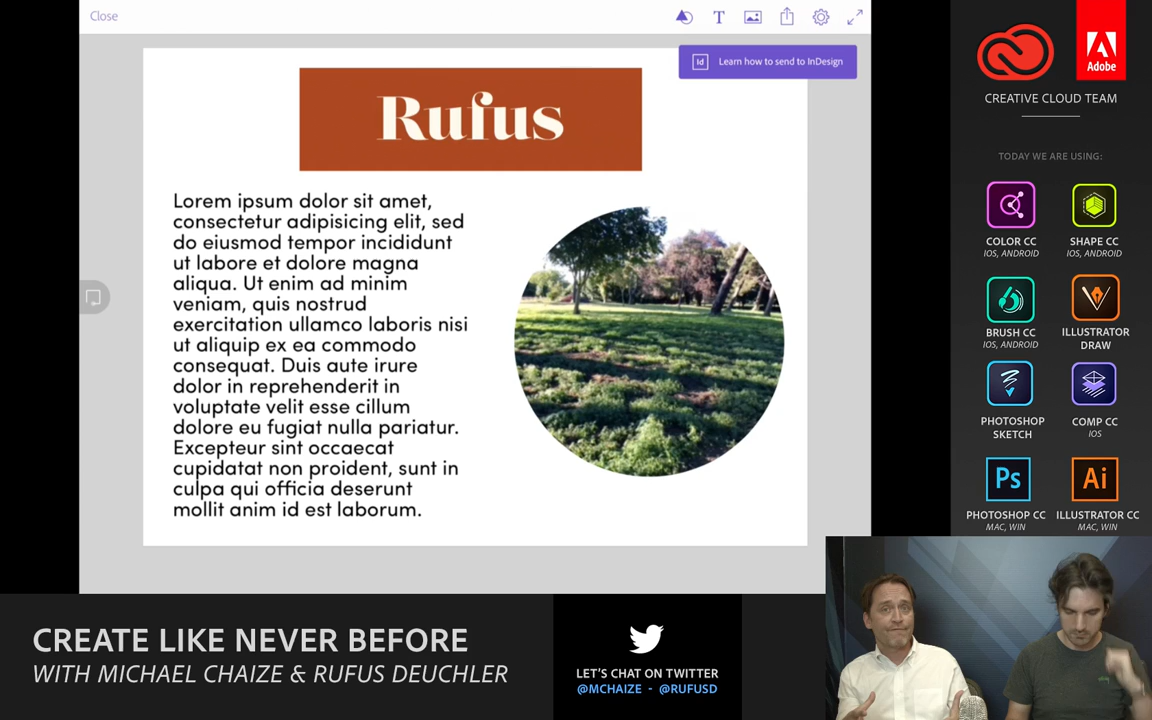 Close
Id Learn how to send to InDesign
Rufus
Lorem ipsum dolor sit amet,
consectetur adipisicing elit, sed
do eiusmod tempor incididunt
ut labore et dolore magna
aliqua. Ut enim ad minim
veniam, quis nostrud
exercitation ullamco laboris nisi
ut aliquip ex ea commodo
consequat. Duis aute irure
dolor in reprehenderit in
voluptate velit esse cillum
dolore eu fugiat nulla pariatur.
Excepteur sint occaecat
cupidatat non proident, sunt in
culpa qui officia deserunt
mollit anim id est laborum.
Adobe
CREATIVE CLOUD TEAM
TODAY WE ARE USING:
COLOR CC
IOS, ANDROID
SHAPE CC
IOS, ANDROID
BRUSH CC
IOS, ANDROID
ILLUSTRATOR
DRAW
PHOTOSHOP
SKETCH
COMP CC
IOS
Ps
PHOTOSHOP CC
MAC, WIN
Ai
ILLUSTRATOR CC
MAC, WIN
CREATE LIKE NEVER BEFORE
WITH MICHAEL CHAIZE & RUFUS DEUCHLER
LET'S CHAT ON TWITTER
@MCHAIZE - @RUFUSD